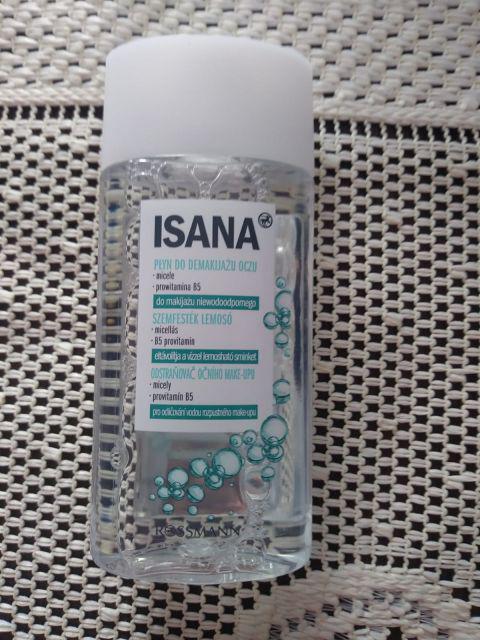 ISANA
PŁYN DO DEMAKIJAŻU OCZU
· micele
· prowitamina B5
do makijażu niewodoodpornego
SZEMFESTÉK LEMOSÓ
· micellás
· B5 provitamin
eltávolítja a vízzel lemosható sminket
ODSTRAŇOVAČ OČNÍHO MAKE-UPU
· micely
· provitamín B5
pro odličování vodou rozpustného make-upu
ROSSMANN